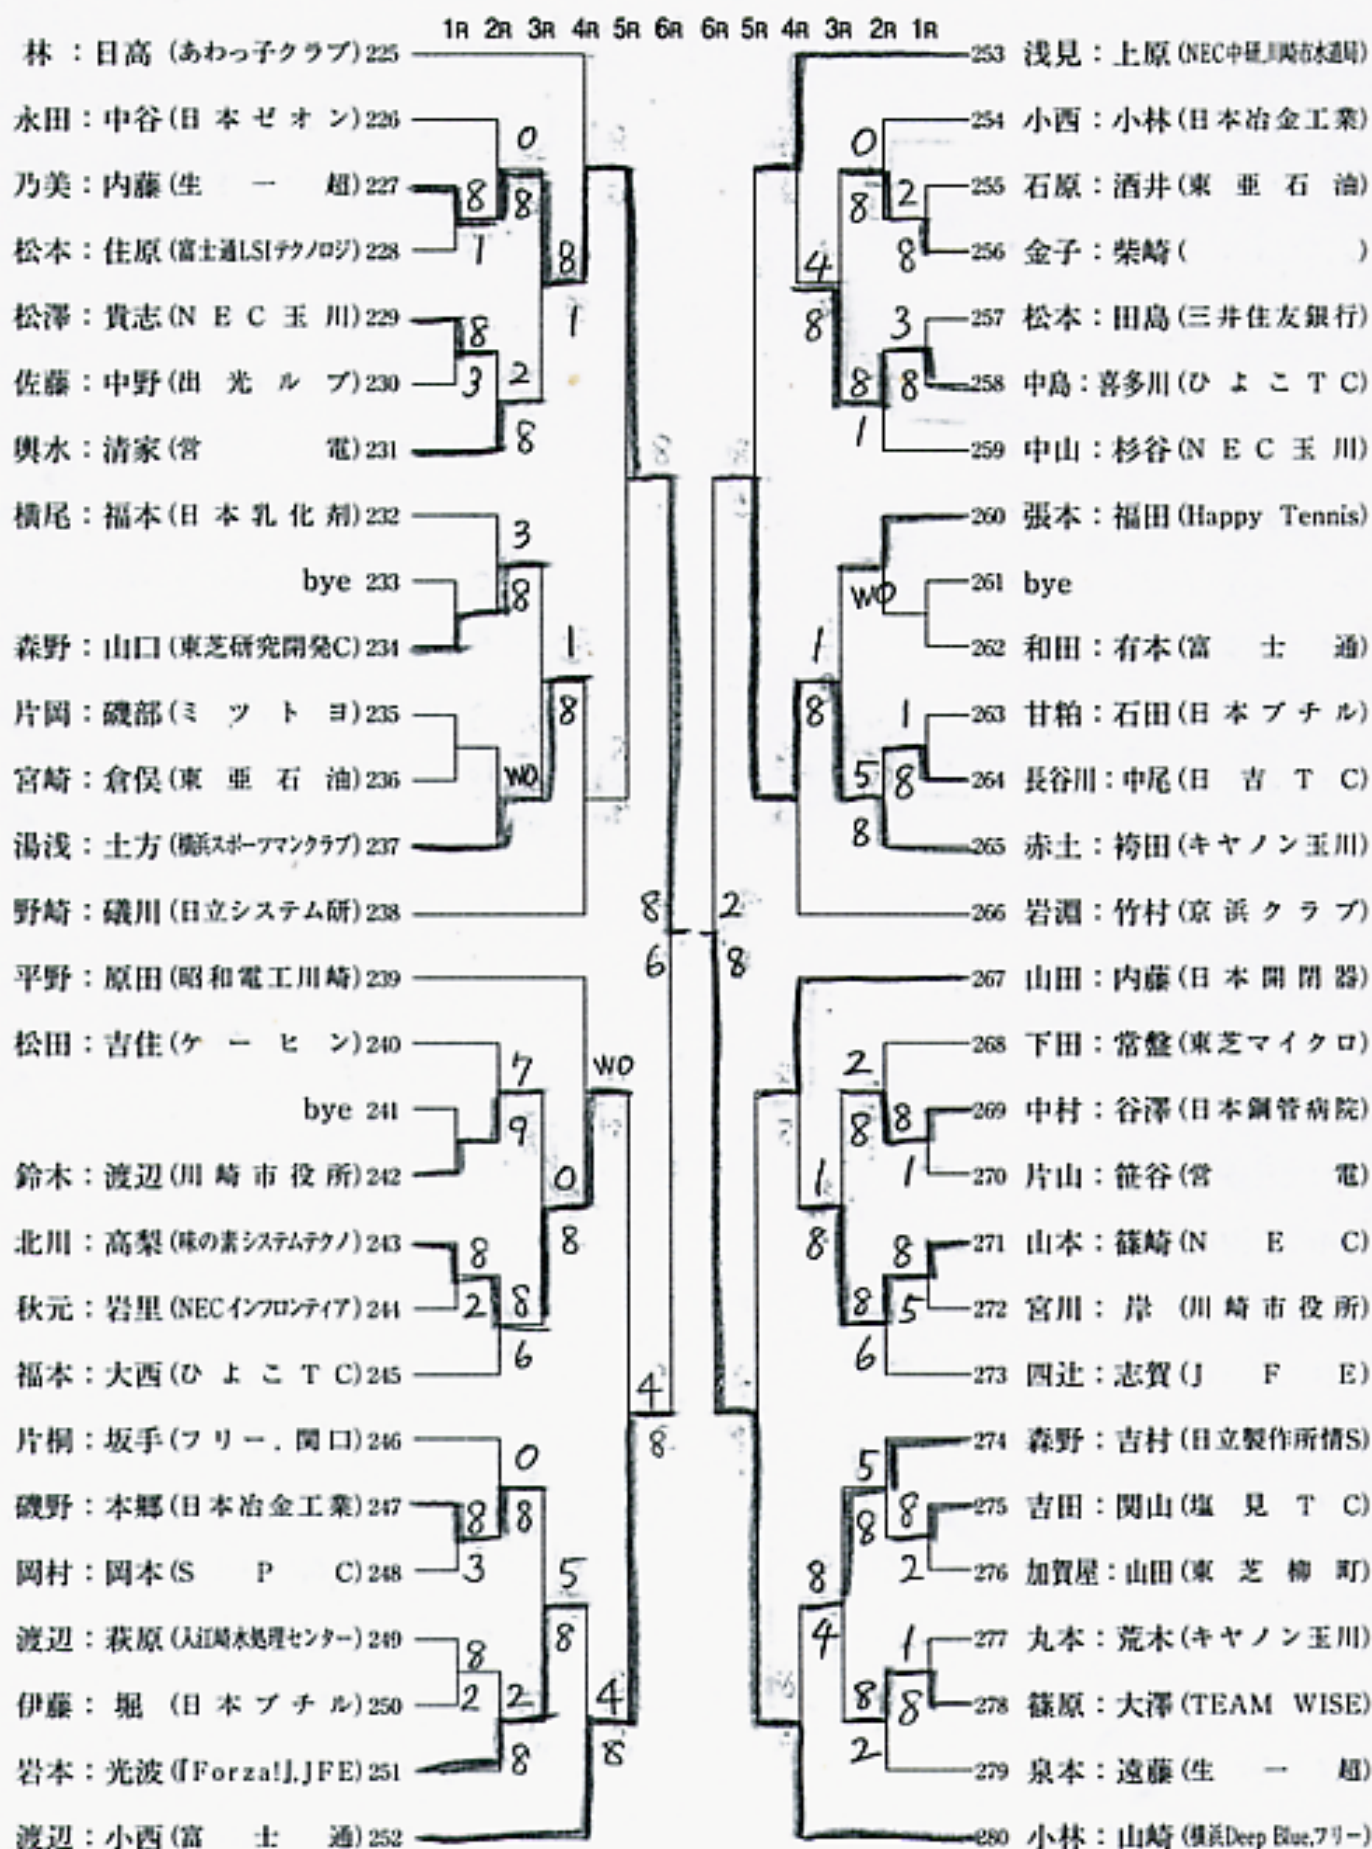 1R 2R 3R 4R 5R 6R 6R 5R 4R 3R 2R 1R
林：日高（あわっ子クラブ）225
永田：中谷（日本ゼオン）226
0
乃美：内藤（生一超）227
8 8
松本：住原（富士通LSIテクノロジ）228
1
8
松澤：貴志（NEC玉川）229
8
1
佐藤：中野（出光ルブ）230
3 2
輿水：清家（営電）231
8
横尾：福本（日本乳化剤）232
3
bye 233
8
森野：山口（東芝研究開発C）234
1
片岡：磯部（ミツトヨ）235
8
宮崎：倉俣（東亜石油）236
WO
湯浅：土方（横浜スポーツマンクラブ）237
野崎：礒川（日立システム研）238
8
6
平野：原田（昭和電工川崎）239
松田：吉住（ケーヒン）240
7 WO
bye 241
9
鈴木：渡辺（川崎市役所）242
0
北川：高梨（味の素システムテクノ）243
8 8
秋元：岩里（NECインフロンティア）244
2 8
6
福本：大西（ひよこTC）245
4
片桐：坂手（フリー，関口）246
0 8
磯野：本郷（日本冶金工業）247
8 8
岡村：岡本（SPC）248
3 5
渡辺：萩原（入江崎水処理センター）249
8 8
伊藤：堀（日本ブチル）250
2 2 4
岩本：光波（『Forza!』，JFE）251
8 8
渡辺：小西（富士通）252
253 浅見：上原（NEC中研，川崎市水道局）
254 小西：小林（日本冶金工業）
0
255 石原：酒井（東亜石油）
8 2
256 金子：柴崎（　）
4 8
257 松本：田島（三井住友銀行）
8 3
258 中島：喜多川（ひよこTC）
8 8
1
259 中山：杉谷（NEC玉川）
260 張本：福田（Happy Tennis）
261 bye
WO
262 和田：有本（富士通）
1
263 甘粕：石田（日本ブチル）
8 1
264 長谷川：中尾（日吉TC）
5 8
265 赤土：袴田（キヤノン玉川）
8
266 岩淵：竹村（京浜クラブ）
2
8
267 山田：内藤（日本開閉器）
268 下田：常盤（東芝マイクロ）
2
269 中村：谷澤（日本鋼管病院）
8 8
270 片山：笹谷（営電）
1 1
271 山本：篠崎（NEC）
8 8
272 宮川：岸（川崎市役所）
8 5
6
273 四辻：志賀（JFE）
274 森野：吉村（日立製作所情S）
5
275 吉田：関山（塩見TC）
8 8
276 加賀屋：山田（東芝柳町）
8 2
277 丸本：荒木（キヤノン玉川）
4 1
278 篠原：大澤（TEAM WISE）
8 8
2
279 泉本：遠藤（生一超）
280 小林：山崎（横浜Deep Blue，フリー）